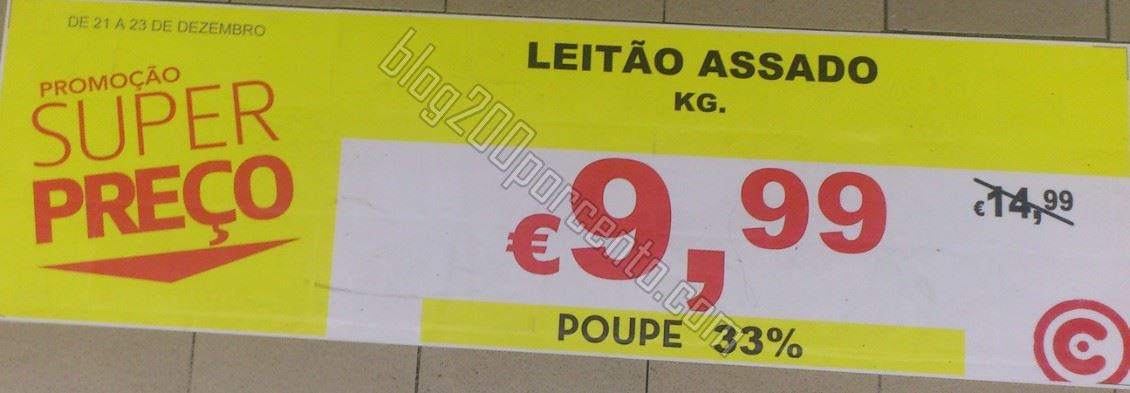 DE 21 A 23 DE DEZEMBRO
PROMOÇÃO
SUPER
PREÇO
LEITÃO ASSADO
KG.
€9,99
€14,99
POUPE 33%
C
blog200porcento.com